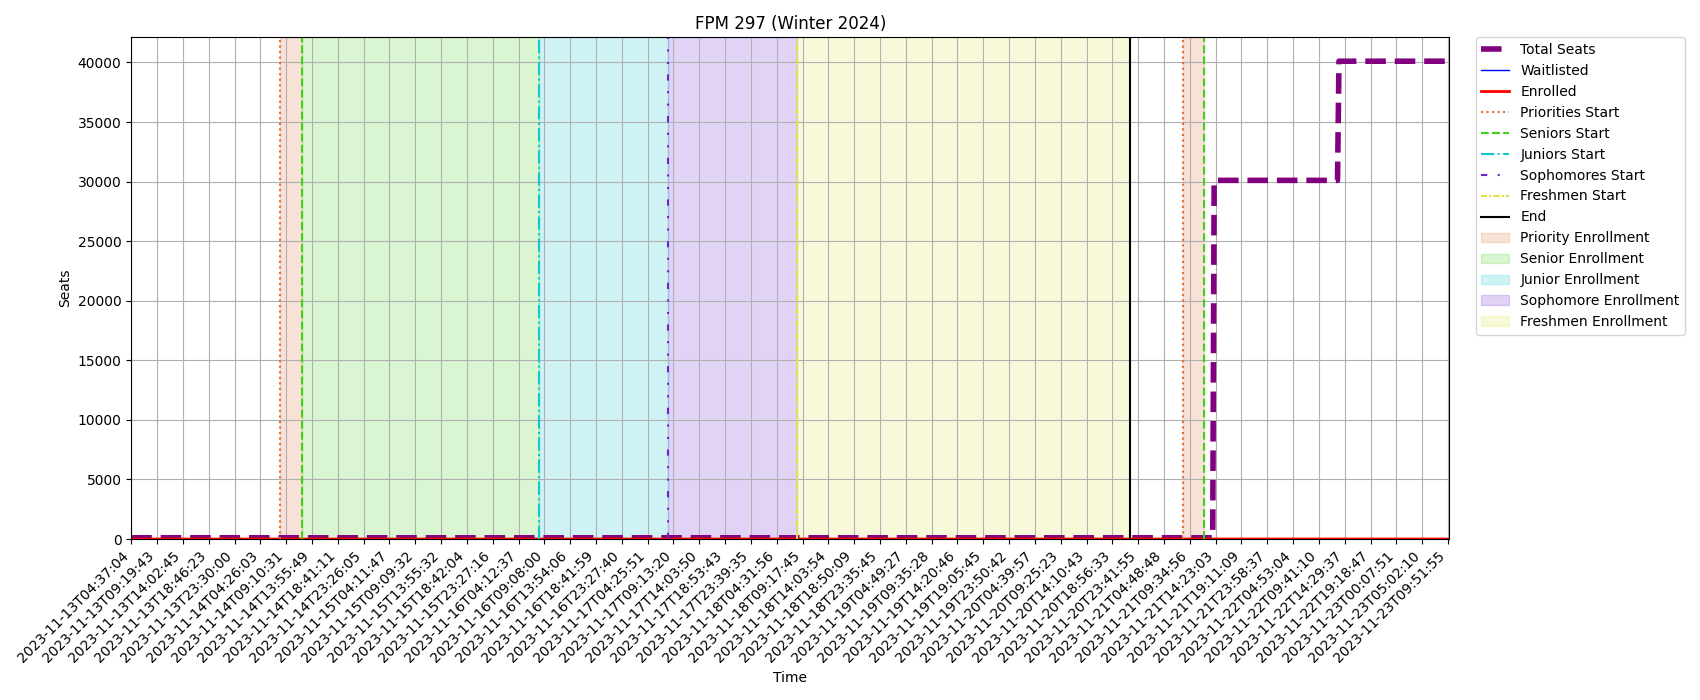 FPM 297 (Winter 2024)
Seats
40000
35000
30000
25000
20000
15000
10000
5000
0
2023-11-13T04:37:04
2023-11-13T09:19:43
2023-11-13T14:02:45
2023-11-13T18:46:23
2023-11-13T23:30:00
2023-11-14T04:26:03
2023-11-14T09:10:31
2023-11-14T13:55:49
2023-11-14T18:41:11
2023-11-14T23:26:05
2023-11-15T04:11:47
2023-11-15T09:09:32
2023-11-15T13:55:32
2023-11-15T18:42:04
2023-11-15T23:27:16
2023-11-16T04:12:37
2023-11-16T09:08:00
2023-11-16T13:54:06
2023-11-16T18:41:59
2023-11-16T23:27:40
2023-11-17T04:25:51
2023-11-17T09:13:20
2023-11-17T14:03:50
2023-11-17T18:53:43
2023-11-17T23:39:35
2023-11-18T04:31:56
2023-11-18T09:17:45
2023-11-18T14:03:54
2023-11-18T18:50:09
2023-11-18T23:35:45
2023-11-19T04:49:27
2023-11-19T09:35:28
2023-11-19T14:20:46
2023-11-19T19:05:45
2023-11-19T23:50:42
2023-11-20T04:39:57
2023-11-20T09:25:23
2023-11-20T14:10:43
2023-11-20T18:56:33
2023-11-20T23:41:55
2023-11-21T04:48:48
2023-11-21T09:34:56
2023-11-21T14:23:03
2023-11-21T19:11:09
2023-11-21T23:58:37
2023-11-22T04:53:04
2023-11-22T09:41:10
2023-11-22T14:29:37
2023-11-22T19:18:47
2023-11-23T00:07:51
2023-11-23T05:02:10
2023-11-23T09:51:55
Time
Total Seats
Waitlisted
Enrolled
Priorities Start
Seniors Start
Juniors Start
Sophomores Start
Freshmen Start
End
Priority Enrollment
Senior Enrollment
Junior Enrollment
Sophomore Enrollment
Freshmen Enrollment